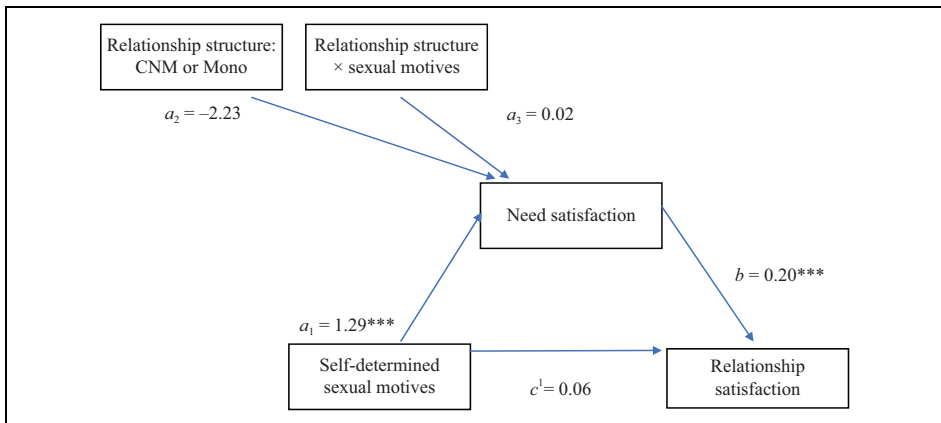 Relationship structure:
CNM or Mono
Relationship structure
× sexual motives
a₂ = –2.23
a₃ = 0.02
Need satisfaction
b = 0.20***
a₁ = 1.29***
Self-determined
sexual motives
c¹= 0.06
Relationship
satisfaction